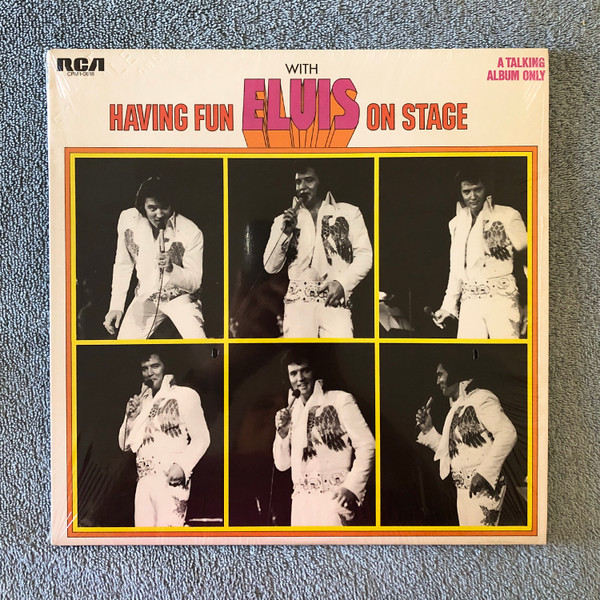 RCA
CPM1-0818
WITH
A TALKING
ALBUM ONLY
HAVING FUN ELVIS ON STAGE